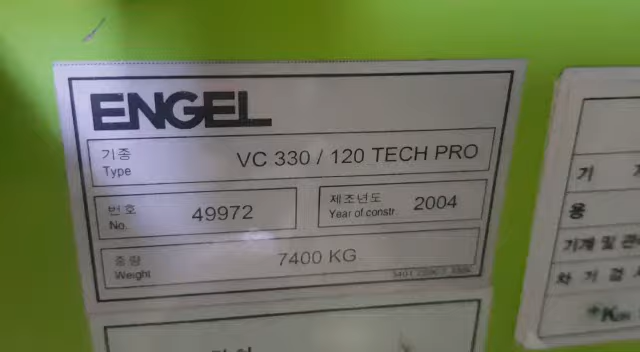 ENGEL
기종
Type
VC 330 / 120 TECH PRO
번호
No.
49972
제조년도
Year of constr.
2004
중량
Weight
7400 KG
기
용
기계 및
차 기 검